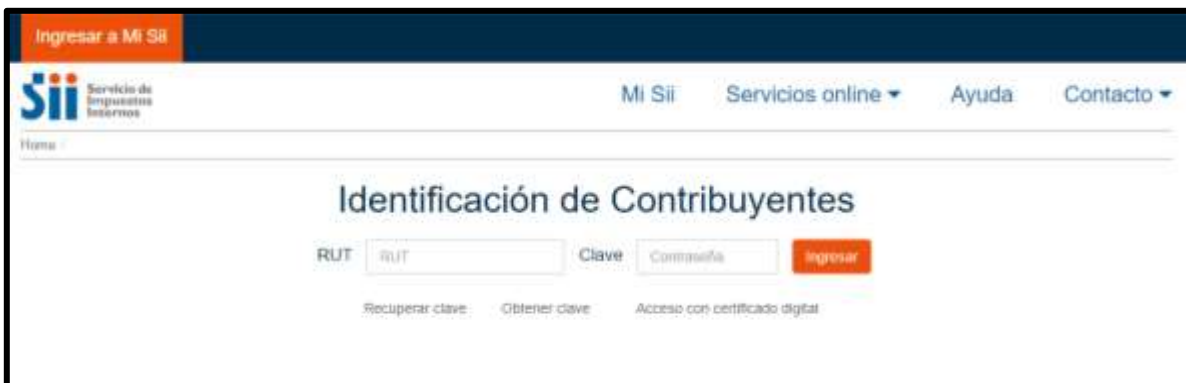 Ingresar a Mi Sii
Sii Servicio de
Impuestos
Internos
Mi Sii Servicios online Ayuda Contacto
Home
Identificación de Contribuyentes
RUT RUT Clave Contraseña Ingresar
Recuperar clave Obtener clave Acceso con certificado digital